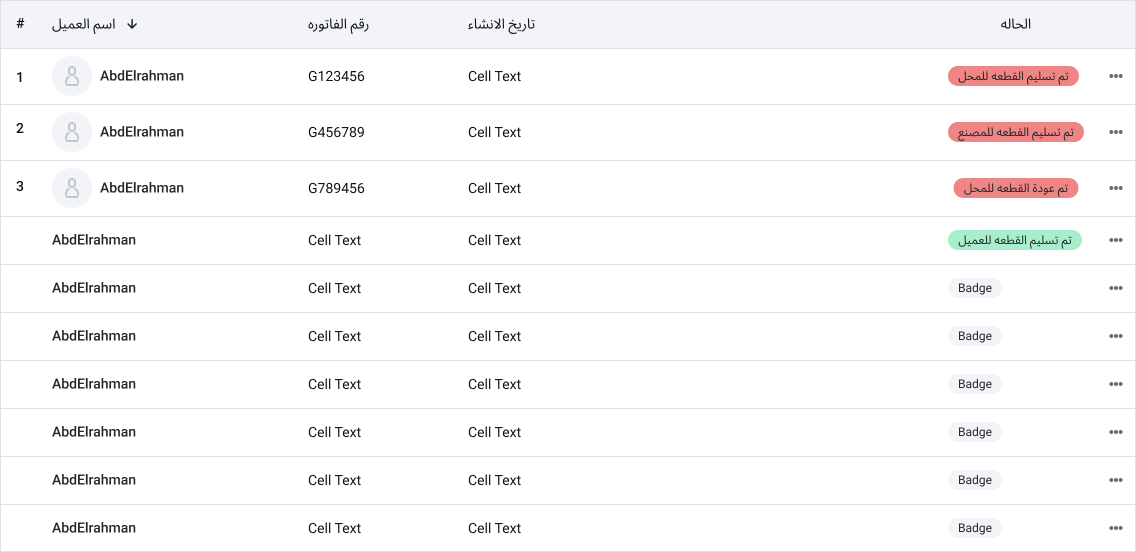 # اسم العميل ↓ رقم الفاتوره تاريخ الانشاء الحاله
1 AbdElrahman G123456 Cell Text تم تسليم القطعه للمحل
2 AbdElrahman G456789 Cell Text تم تسليم القطعه للمصنع
3 AbdElrahman G789456 Cell Text تم عودة القطعه للمحل
AbdElrahman Cell Text Cell Text تم تسليم القطعه للعميل
AbdElrahman Cell Text Cell Text Badge
AbdElrahman Cell Text Cell Text Badge
AbdElrahman Cell Text Cell Text Badge
AbdElrahman Cell Text Cell Text Badge
AbdElrahman Cell Text Cell Text Badge
AbdElrahman Cell Text Cell Text Badge